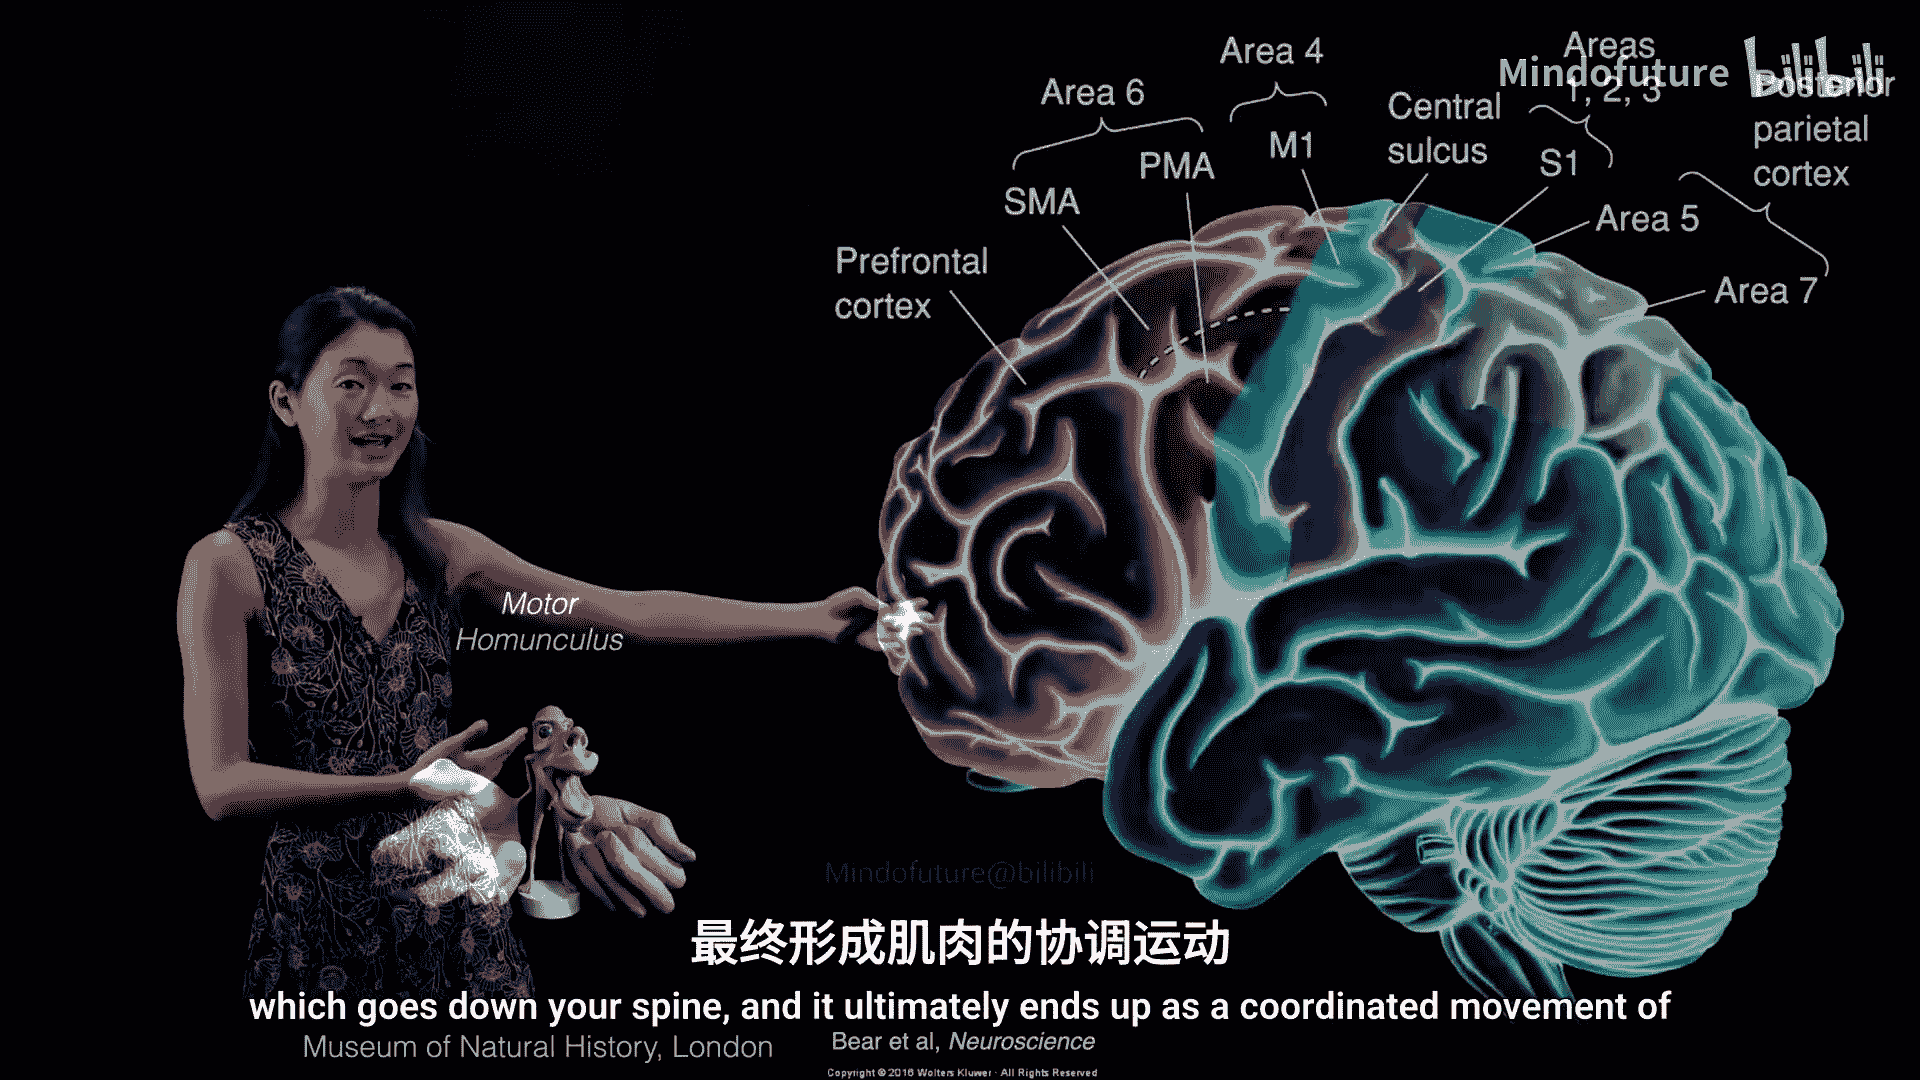 Areas
1, 2, 3
Mindofuture bilibili
Posterior
parietal
cortex
Area 4
Area 6
Central
sulcus
M1
PMA
S1
SMA
Area 5
Prefrontal
cortex
Area 7
Motor
Homunculus
Mindofuture@bilibili
最终形成肌肉的协调运动
which goes down your spine, and it ultimately ends up as a coordinated movement of
Museum of Natural History, London
Bear et al, Neuroscience
Copyright © 2016 Wolters Kluwer · All Rights Reserved